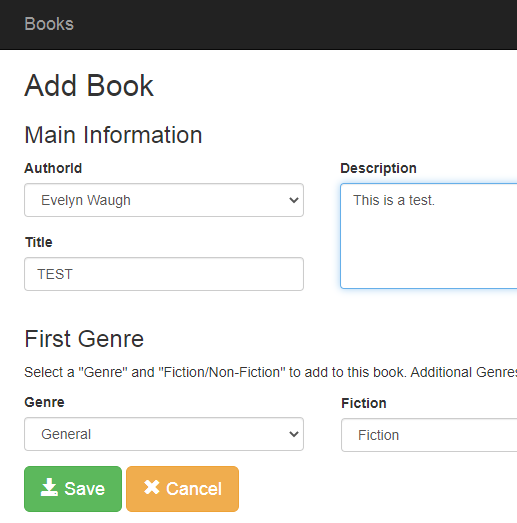 Books
Add Book
Main Information
AuthorId
Description
Evelyn Waugh
This is a test.
Title
TEST
First Genre
Select a "Genre" and "Fiction/Non-Fiction" to add to this book. Additional Genres
Genre
Fiction
General
Fiction
Save
Cancel